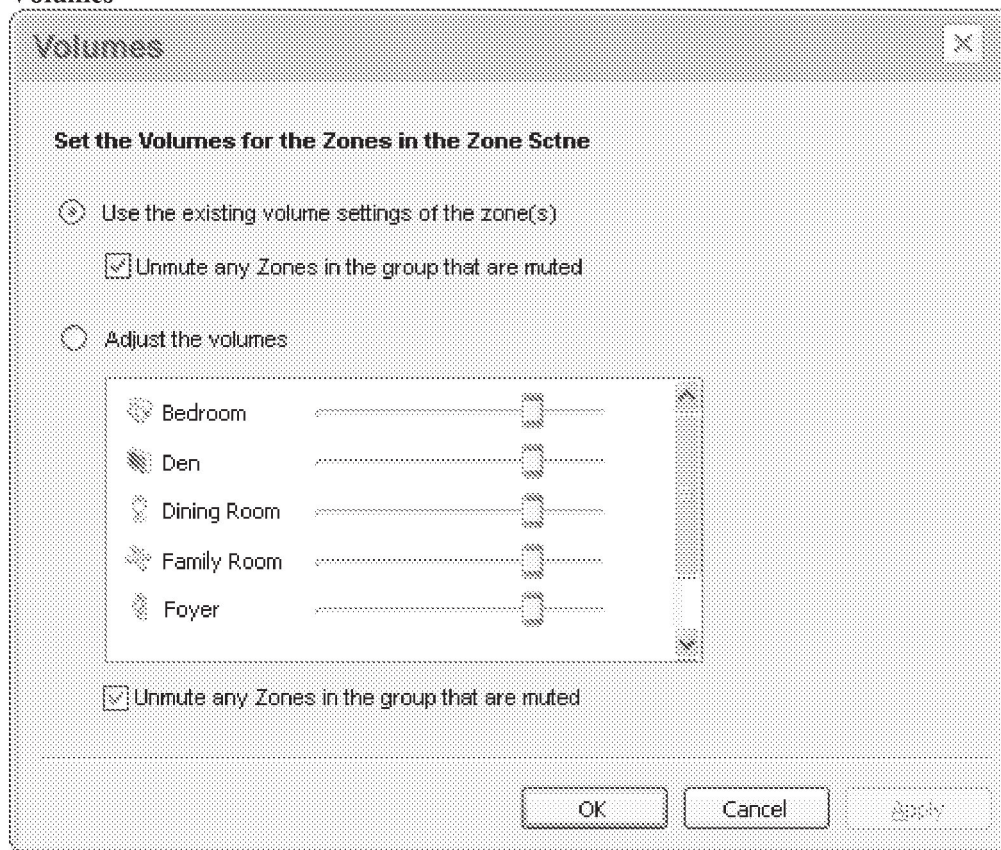 Volumes
Volumes
Set the Volumes for the Zones in the Zone Sctne
Use the existing volume settings of the zone(s)
Unmute any Zones in the group that are muted
Adjust the volumes
Bedroom
Den
Dining Room
Family Room
Foyer
Unmute any Zones in the group that are muted
OK Cancel Apply